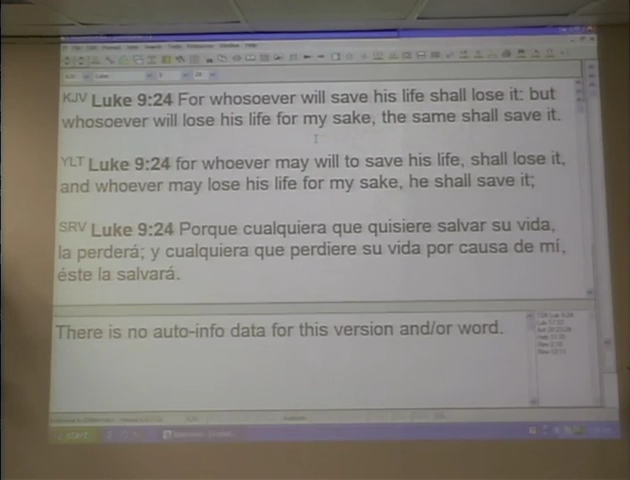 KJV Luke 9:24 For whosoever will save his life shall lose it: but
whosoever will lose his life for my sake, the same shall save it.
YLT Luke 9:24 for whoever may will to save his life, shall lose it,
and whoever may lose his life for my sake, he shall save it;
SRV Luke 9:24 Porque cualquiera que quisiere salvar su vida,
la perderá; y cualquiera que perdiere su vida por causa de mí,
éste la salvará.
There is no auto-info data for this version and/or word.
start